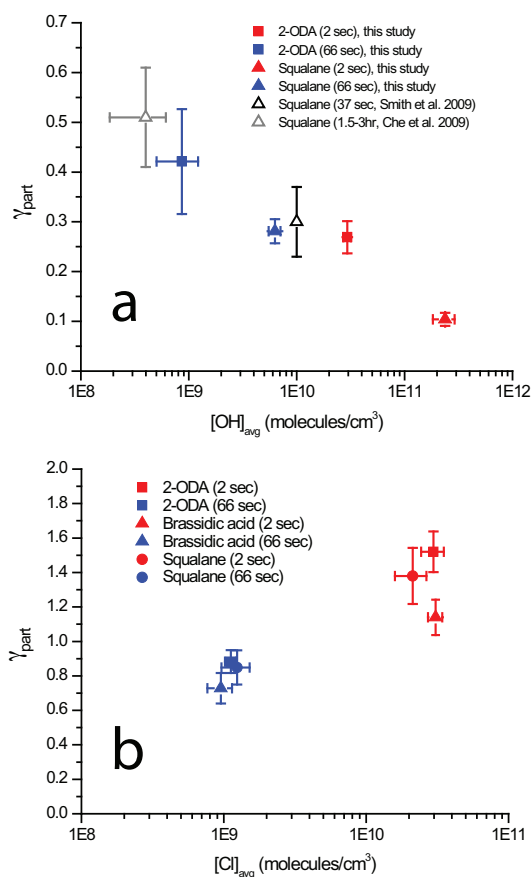 0.7
2-ODA (2 sec), this study
2-ODA (66 sec), this study
0.6
Squalane (2 sec), this study
Squalane (66 sec), this study
Squalane (37 sec, Smith et al. 2009)
0.5
Squalane (1.5-3hr, Che et al. 2009)
0.4
γpart
0.3
0.2
0.1
a
0.0
1E8 1E9 1E10 1E11 1E12
[OH]avg (molecules/cm³)
2.0
1.8
2-ODA (2 sec)
2-ODA (66 sec)
1.6
Brassidic acid (2 sec)
Brassidic acid (66 sec)
1.4
Squalane (2 sec)
Squalane (66 sec)
1.2
γpart
1.0
0.8
0.6
0.4
b
0.2
0.0
1E8 1E9 1E10 1E11
[Cl]avg (molecules/cm³)